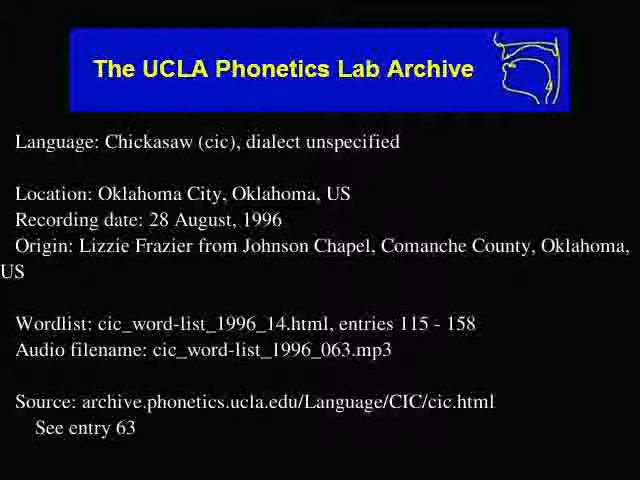 The UCLA Phonetics Lab Archive
Language: Chickasaw (cic), dialect unspecified
Location: Oklahoma City, Oklahoma, US
Recording date: 28 August, 1996
Origin: Lizzie Frazier from Johnson Chapel, Comanche County, Oklahoma,
US
Wordlist: cic_word-list_1996_14.html, entries 115 - 158
Audio filename: cic_word-list_1996_063.mp3
Source: archive.phonetics.ucla.edu/Language/CIC/cic.html
See entry 63